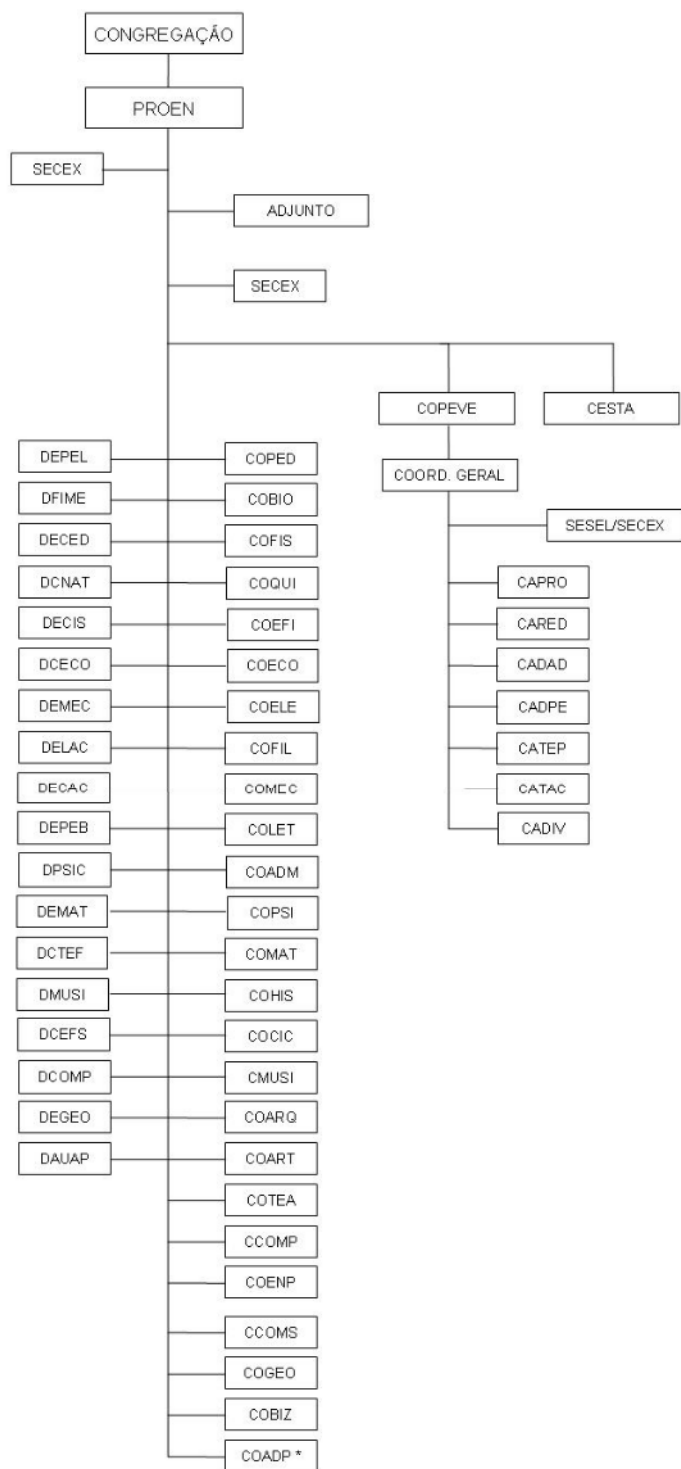 CONGREGAÇÃO
PROEN
SECEX
ADJUNTO
SECEX
COPEVE
CESTA
COORD. GERAL
SESEL/SECEX
CAPRO
CARED
CADAD
CADPE
CATEP
CATAC
CADIV
DEPEL
DFIME
DECED
DCNAT
DECIS
DCECO
DEMEC
DELAC
DECAC
DEPEB
DPSIC
DEMAT
DCTEF
DMUSI
DCEFS
DCOMP
DEGEO
DAUAP
COPED
COBIO
COFIS
COQUI
COEFI
COECO
COELE
COFIL
COMEC
COLET
COADM
COPSI
COMAT
COHIS
COCIC
CMUSI
COARQ
COART
COTEA
CCOMP
COENP
CCOMS
COGEO
COBIZ
COADP *